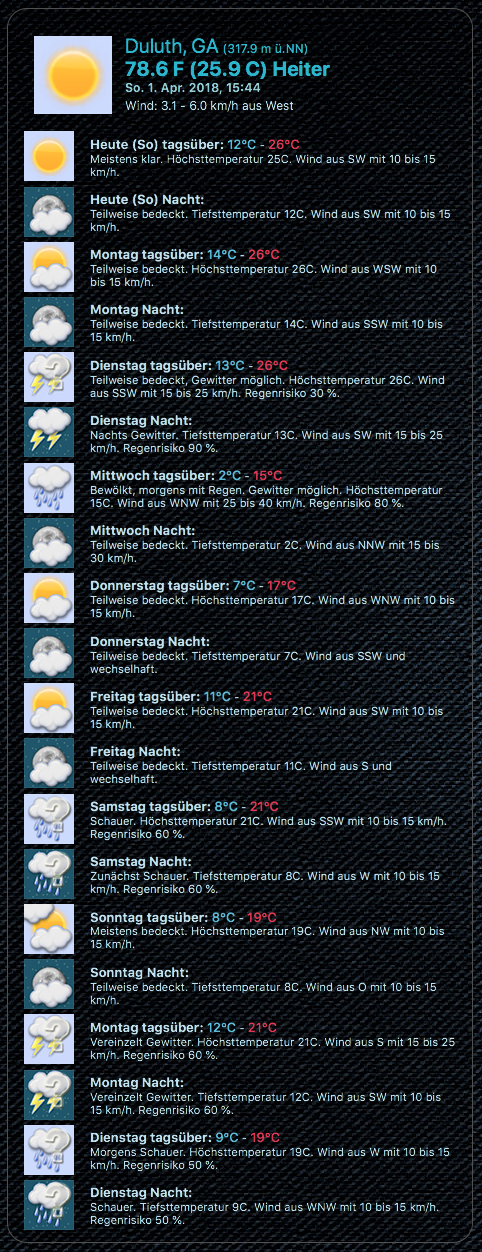 Duluth, GA (317.9 m ü.NN)
78.6 F (25.9 C) Heiter
So. 1. Apr. 2018, 15:44
Wind: 3.1 - 6.0 km/h aus West
Heute (So) tagsüber: 12°C - 26°C
Meistens klar. Höchsttemperatur 25C. Wind aus SW mit 10 bis 15
km/h.
Heute (So) Nacht:
Teilweise bedeckt. Tiefsttemperatur 12C. Wind aus SW mit 10 bis 15
km/h.
Montag tagsüber: 14°C - 26°C
Teilweise bedeckt. Höchsttemperatur 26C. Wind aus WSW mit 10
bis 15 km/h.
Montag Nacht:
Teilweise bedeckt. Tiefsttemperatur 14C. Wind aus SSW mit 10 bis
15 km/h.
Dienstag tagsüber: 13°C - 26°C
Teilweise bedeckt, Gewitter möglich. Höchsttemperatur 26C. Wind
aus SSW mit 15 bis 25 km/h. Regenrisiko 30 %.
Dienstag Nacht:
Nachts Gewitter. Tiefsttemperatur 13C. Wind aus SW mit 15 bis 25
km/h. Regenrisiko 90 %.
Mittwoch tagsüber: 2°C - 15°C
Bewölkt, morgens mit Regen. Gewitter möglich. Höchsttemperatur
15C. Wind aus WNW mit 25 bis 40 km/h. Regenrisiko 80 %.
Mittwoch Nacht:
Teilweise bedeckt. Tiefsttemperatur 2C. Wind aus NNW mit 15 bis
30 km/h.
Donnerstag tagsüber: 7°C - 17°C
Teilweise bedeckt. Höchsttemperatur 17C. Wind aus WNW mit 10 bis
15 km/h.
Donnerstag Nacht:
Teilweise bedeckt. Tiefsttemperatur 7C. Wind aus SSW und
wechselhaft.
Freitag tagsüber: 11°C - 21°C
Teilweise bedeckt. Höchsttemperatur 21C. Wind aus SW mit 10 bis
15 km/h.
Freitag Nacht:
Teilweise bedeckt. Tiefsttemperatur 11C. Wind aus S und
wechselhaft.
Samstag tagsüber: 8°C - 21°C
Schauer. Höchsttemperatur 21C. Wind aus SSW mit 10 bis 15 km/h.
Regenrisiko 60 %.
Samstag Nacht:
Zunächst Schauer. Tiefsttemperatur 8C. Wind aus W mit 10 bis 15
km/h. Regenrisiko 60 %.
Sonntag tagsüber: 8°C - 19°C
Meistens bedeckt. Höchsttemperatur 19C. Wind aus NW mit 10 bis
15 km/h.
Sonntag Nacht:
Teilweise bedeckt. Tiefsttemperatur 8C. Wind aus O mit 10 bis 15
km/h.
Montag tagsüber: 12°C - 21°C
Vereinzelt Gewitter. Höchsttemperatur 21C. Wind aus S mit 15 bis 25
km/h. Regenrisiko 60 %.
Montag Nacht:
Vereinzelt Gewitter. Tiefsttemperatur 12C. Wind aus SW mit 10 bis
15 km/h. Regenrisiko 60 %.
Dienstag tagsüber: 9°C - 19°C
Morgens Schauer. Höchsttemperatur 19C. Wind aus W mit 10 bis 15
km/h. Regenrisiko 50 %.
Dienstag Nacht:
Schauer. Tiefsttemperatur 9C. Wind aus WNW mit 10 bis 15 km/h.
Regenrisiko 50 %.